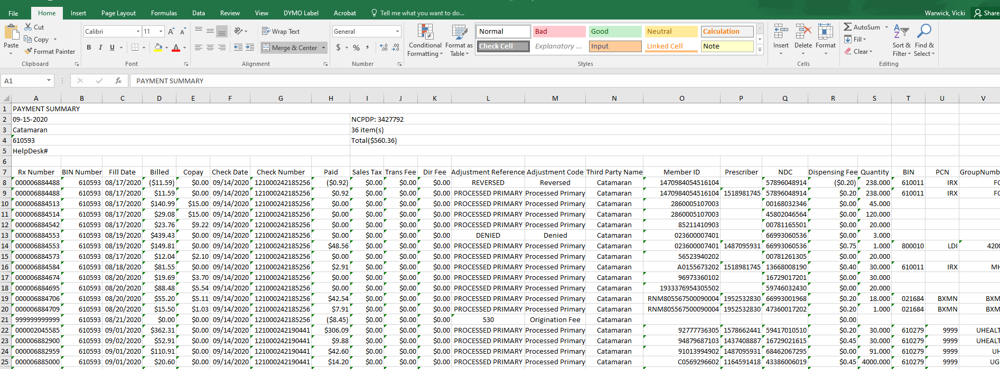 File Home Insert Page Layout Formulas Data Review View DYMO Label Acrobat Tell me what you want to do... Warwick, Vicki Share
Cut
Copy
Format Painter
Paste
Clipboard
Calibri 11
B I U
Font
Wrap Text
Merge & Center
Alignment
General
$ % ,
Number
Conditional Formatting
Format as Table
Normal Bad Good Neutral Calculation
Check Cell Explanatory ... Input Linked Cell Note
Styles
Insert Delete Format
Cells
AutoSum
Fill
Clear
Sort & Filter
Find & Select
Editing
A1 fx PAYMENT SUMMARY
A B C D E F G H I J K L M N O P Q R S T U V
1 PAYMENT SUMMARY
2 09-15-2020 NCPDP: 3427792
3 Catamaran 36 item(s)
4 610593 Total($560.36)
5 HelpDesk#
6
7 Rx Number BIN Number Fill Date Billed Copay Check Date Check Number Paid Sales Tax Trans Fee Dir Fee Adjustment Reference Adjustment Code Third Party Name Member ID Prescriber NDC Dispensing Fee Quantity BIN PCN GroupNumb
8 000006884488 610593 08/17/2020 ($11.59) $0.00 09/14/2020 121000242185256 ($0.92) $0.00 $0.00 $0.00 REVERSED Reversed Catamaran 1470984054516104 57896048914 ($0.20) 238.000 610011 IRX FC
9 000006884488 610593 08/17/2020 $11.59 $0.00 09/14/2020 121000242185256 $0.92 $0.00 $0.00 $0.00 PROCESSED PRIMARY Processed Primary Catamaran 1470984054516104 1518981745 57896048914 $0.20 238.000 610011 IRX FC
10 000006884513 610593 08/17/2020 $140.99 $15.00 09/14/2020 121000242185256 $0.00 $0.00 $0.00 $0.00 PROCESSED PRIMARY Processed Primary Catamaran 2860005107003 00168032346 $0.00 45.000
11 000006884514 610593 08/17/2020 $29.08 $15.00 09/14/2020 121000242185256 $0.00 $0.00 $0.00 $0.00 PROCESSED PRIMARY Processed Primary Catamaran 2860005107003 45802046564 $0.00 120.000
12 000006884542 610593 08/17/2020 $23.76 $9.22 09/14/2020 121000242185256 $0.00 $0.00 $0.00 $0.00 PROCESSED PRIMARY Processed Primary Catamaran 85211410903 00781165501 $0.00 20.000
13 000006884553 610593 08/19/2020 $439.43 $0.00 09/14/2020 121000242185256 $0.00 $0.00 $0.00 $0.00 DENIED Denied Catamaran 023600007401 66993060536 $0.00 3.000
14 000006884553 610593 08/19/2020 $149.81 $0.00 09/14/2020 121000242185256 $48.56 $0.00 $0.00 $0.00 PROCESSED PRIMARY Processed Primary Catamaran 023600007401 1487095931 66993060536 $0.75 1.000 800010 LDI 420
15 000006884573 610593 08/17/2020 $12.04 $2.10 09/14/2020 121000242185256 $0.00 $0.00 $0.00 $0.00 PROCESSED PRIMARY Processed Primary Catamaran 56523940202 00781261305 $0.00 20.000
16 000006884584 610593 08/18/2020 $81.55 $0.00 09/14/2020 121000242185256 $2.91 $0.00 $0.00 $0.00 PROCESSED PRIMARY Processed Primary Catamaran A0155673202 1518981745 13668008190 $0.40 30.000 610011 IRX MH
17 000006884674 610593 08/20/2020 $19.69 $3.70 09/14/2020 121000242185256 $0.00 $0.00 $0.00 $0.00 PROCESSED PRIMARY Processed Primary Catamaran 96973360102 16729017201 $0.00 30.000
18 000006884695 610593 08/20/2020 $88.48 $5.54 09/14/2020 121000242185256 $0.00 $0.00 $0.00 $0.00 PROCESSED PRIMARY Processed Primary Catamaran 1933376954305502 59746032430 $0.00 20.000
19 000006884706 610593 08/20/2020 $55.20 $5.11 09/14/2020 121000242185256 $42.54 $0.00 $0.00 $0.00 PROCESSED PRIMARY Processed Primary Catamaran RNM805567500090004 1952532830 66993001968 $0.20 18.000 021684 BXMN BXM
20 000006884709 610593 08/20/2020 $15.50 $1.03 09/14/2020 121000242185256 $7.91 $0.00 $0.00 $0.00 PROCESSED PRIMARY Processed Primary Catamaran RNM805567500090004 1952532830 47360017202 $0.20 1.000 021684 BXMN BXM
21 999999999999 610593 08/21/2020 $0.00 $0.00 09/14/2020 121000242185256 ($8.45) $0.00 $0.00 $0.00 530 Origination Fee Catamaran $0.00
22 000002045585 610593 09/01/2020 $362.31 $0.00 09/14/2020 121000242190441 $306.09 $0.00 $0.00 $0.00 PROCESSED PRIMARY Processed Primary Catamaran 92777736305 1578662441 59417010510 $0.20 30.000 610279 9999 UHEALT
23 000006882900 610593 09/02/2020 $52.91 $0.00 09/14/2020 121000242190441 $9.88 $0.00 $0.00 $0.00 PROCESSED PRIMARY Processed Primary Catamaran 94879687103 1437408887 16729021615 $0.45 30.000 610279 9999 UHEALT
24 000006882959 610593 09/01/2020 $110.91 $0.00 09/14/2020 121000242190441 $42.60 $0.00 $0.00 $0.00 PROCESSED PRIMARY Processed Primary Catamaran 91013994902 1487095931 68462067295 $0.00 91.000 610279 9999 UH
25 000006885000 610593 09/01/2020 $20.60 $0.00 09/14/2020 121000242190441 $14.20 $0.00 $0.00 $0.00 PROCESSED PRIMARY Processed Primary Catamaran C0569296602 1164591418 43386006019 $0.45 4000.000 610279 9999 UG